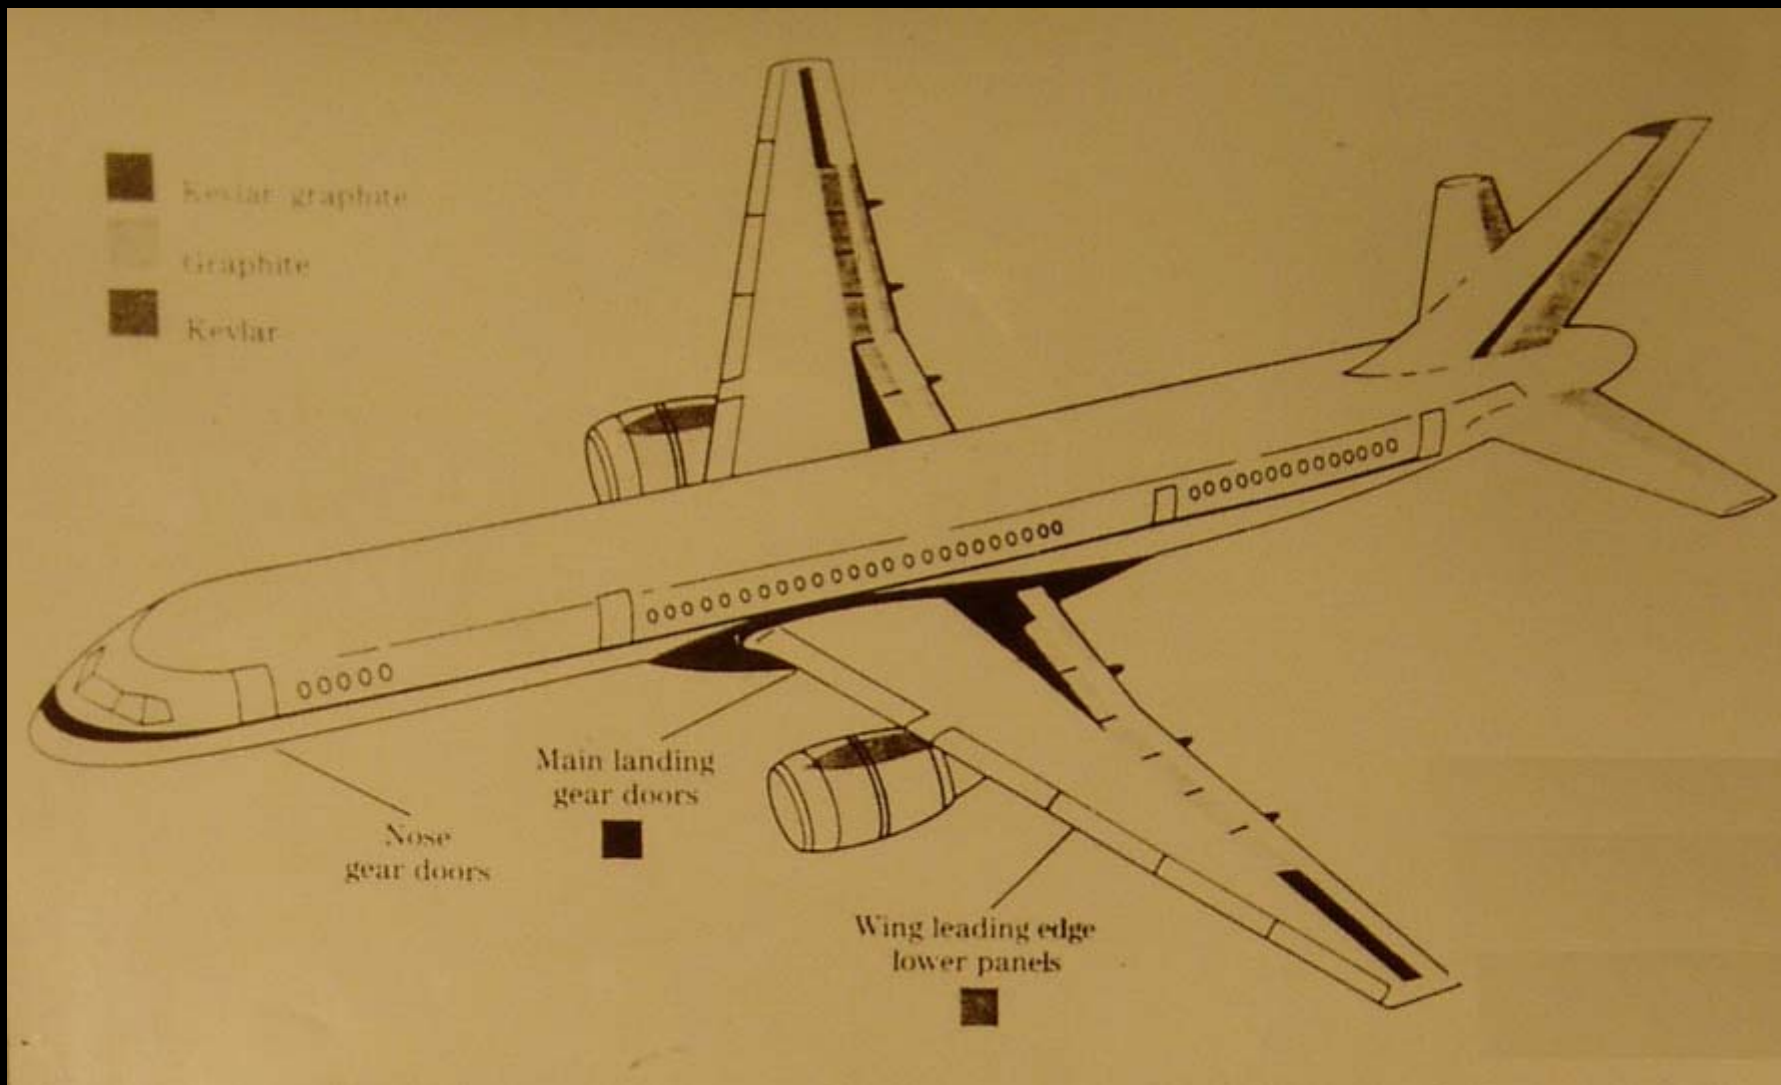 Kevlar graphite
Graphite
Kevlar
Main landing
gear doors
Nose
gear doors
Wing leading edge
lower panels